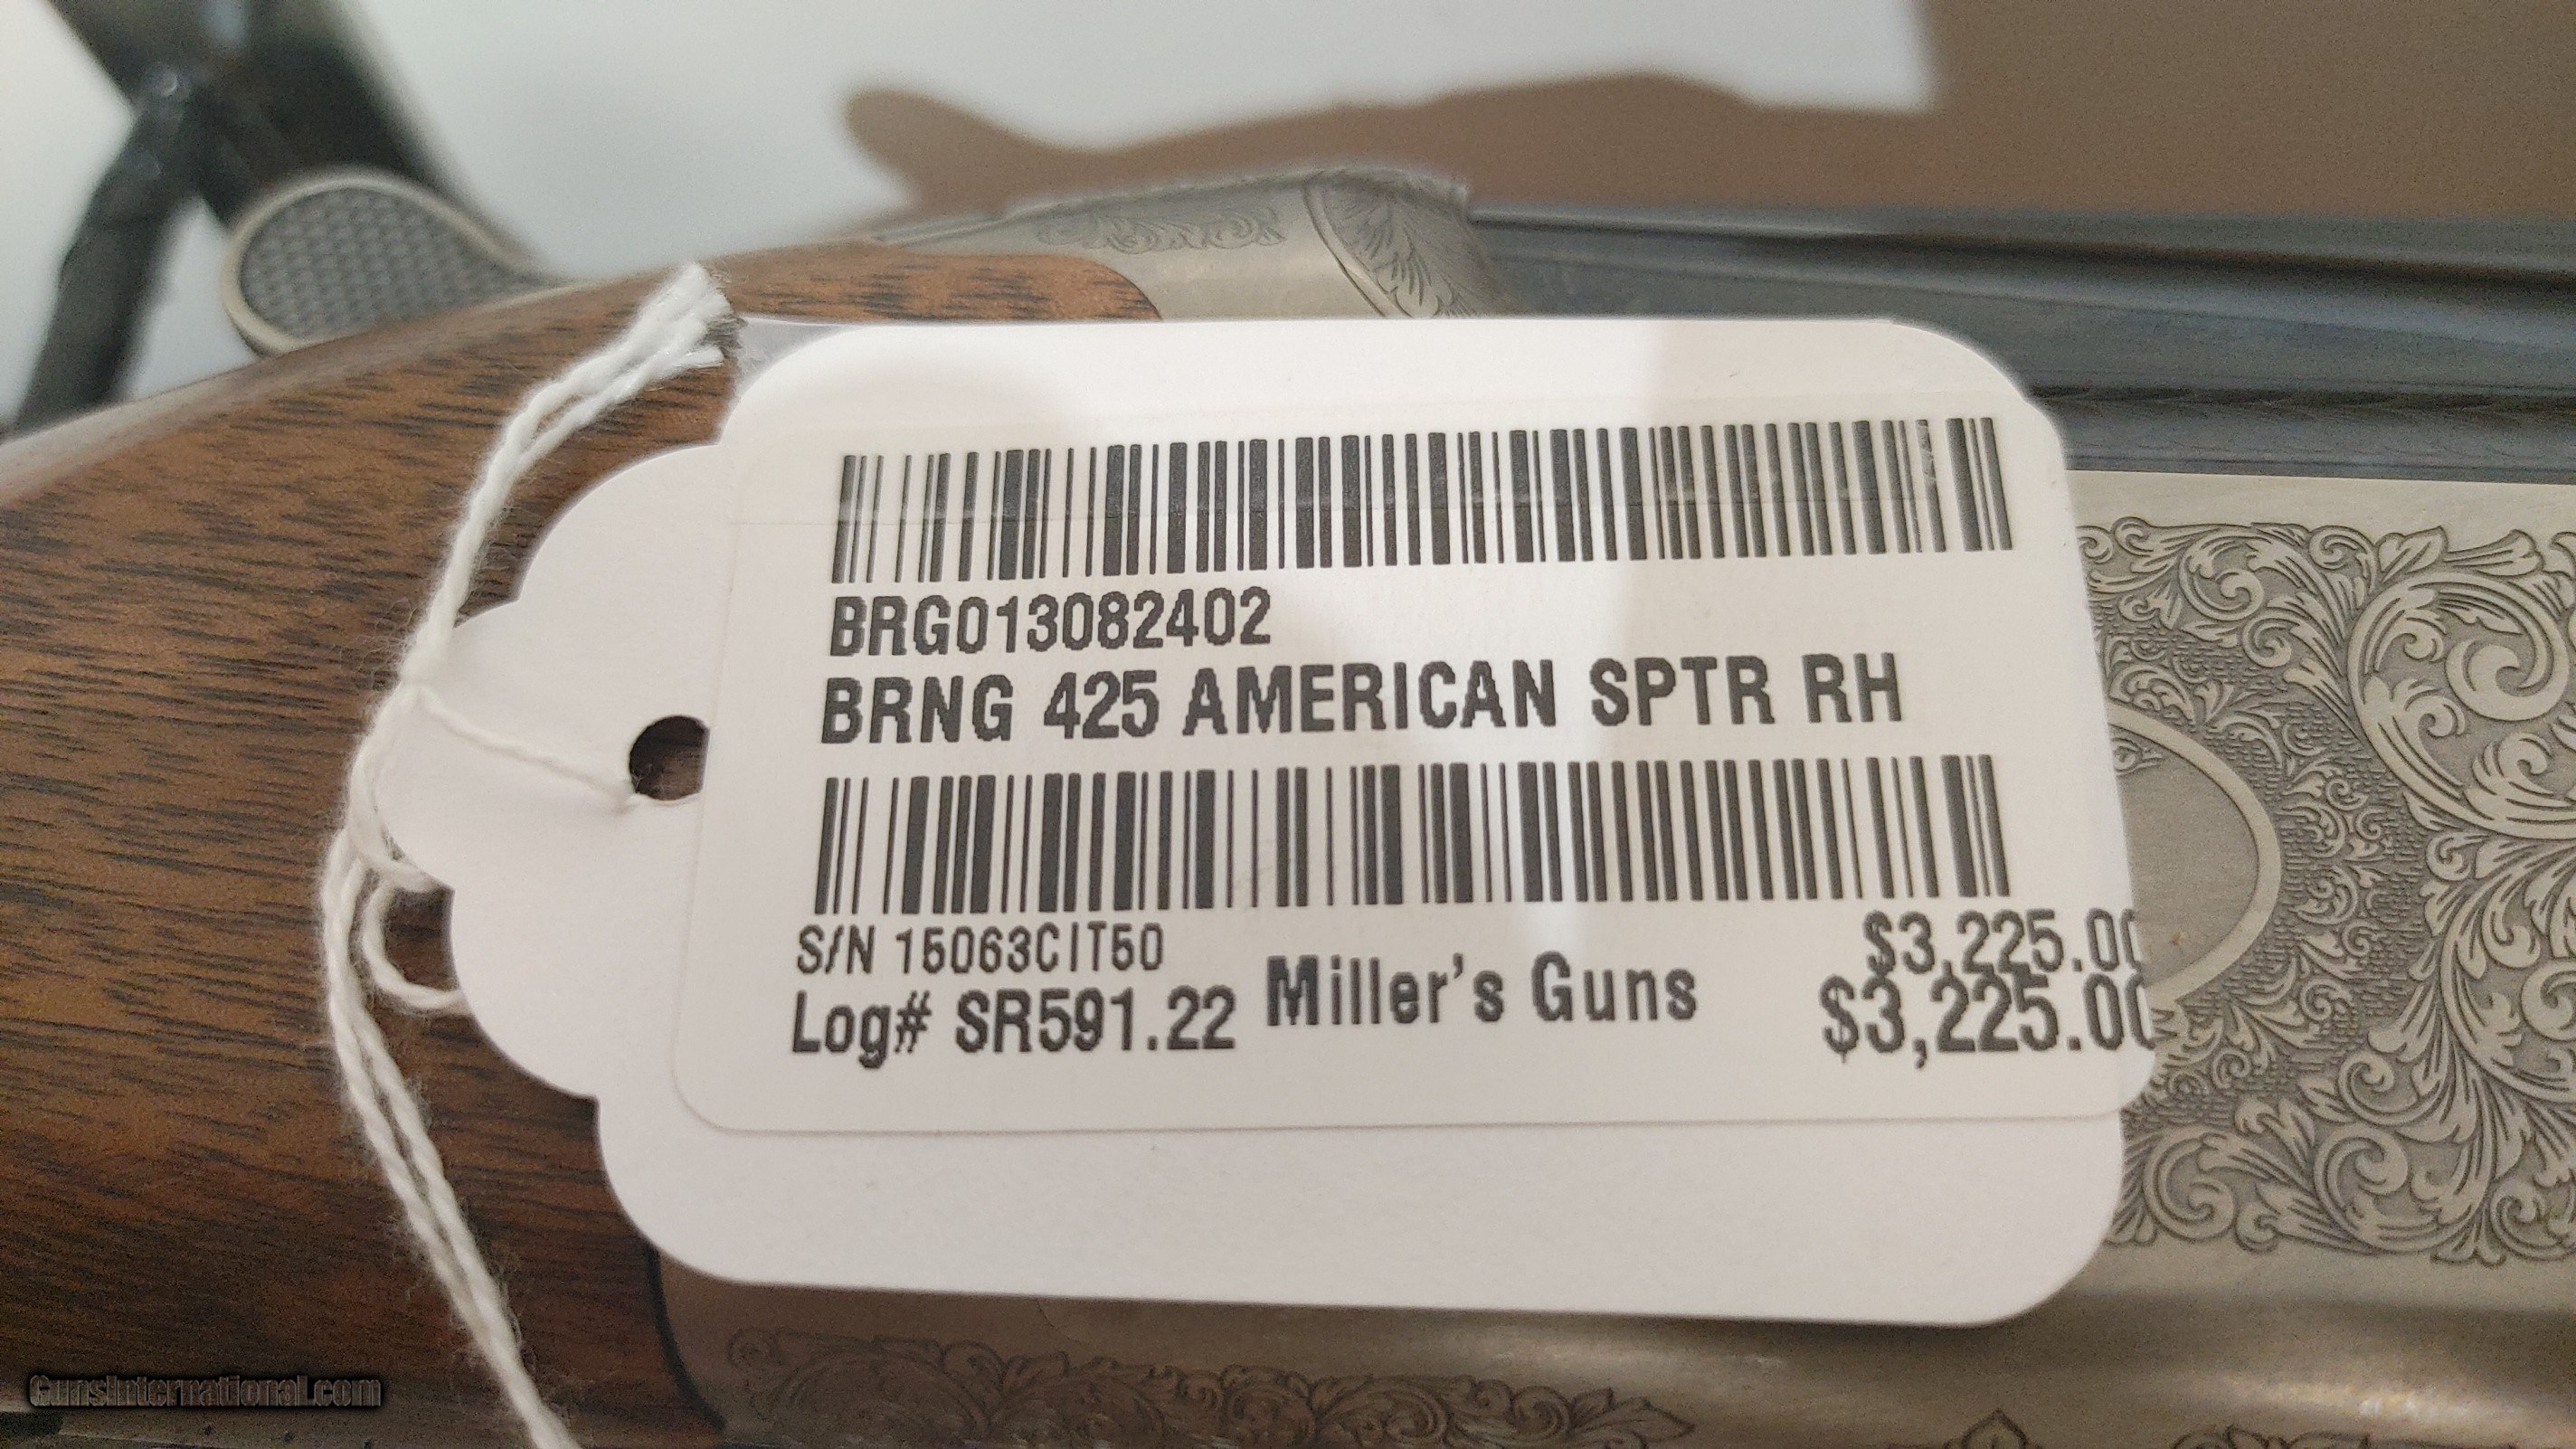 BRG013082402
BRNG 425 AMERICAN SPTR RH
S/N 15063CIT50
$3,225.00
Log# SR591.22
Miller's Guns
$3,225.00
GunsInternational.com